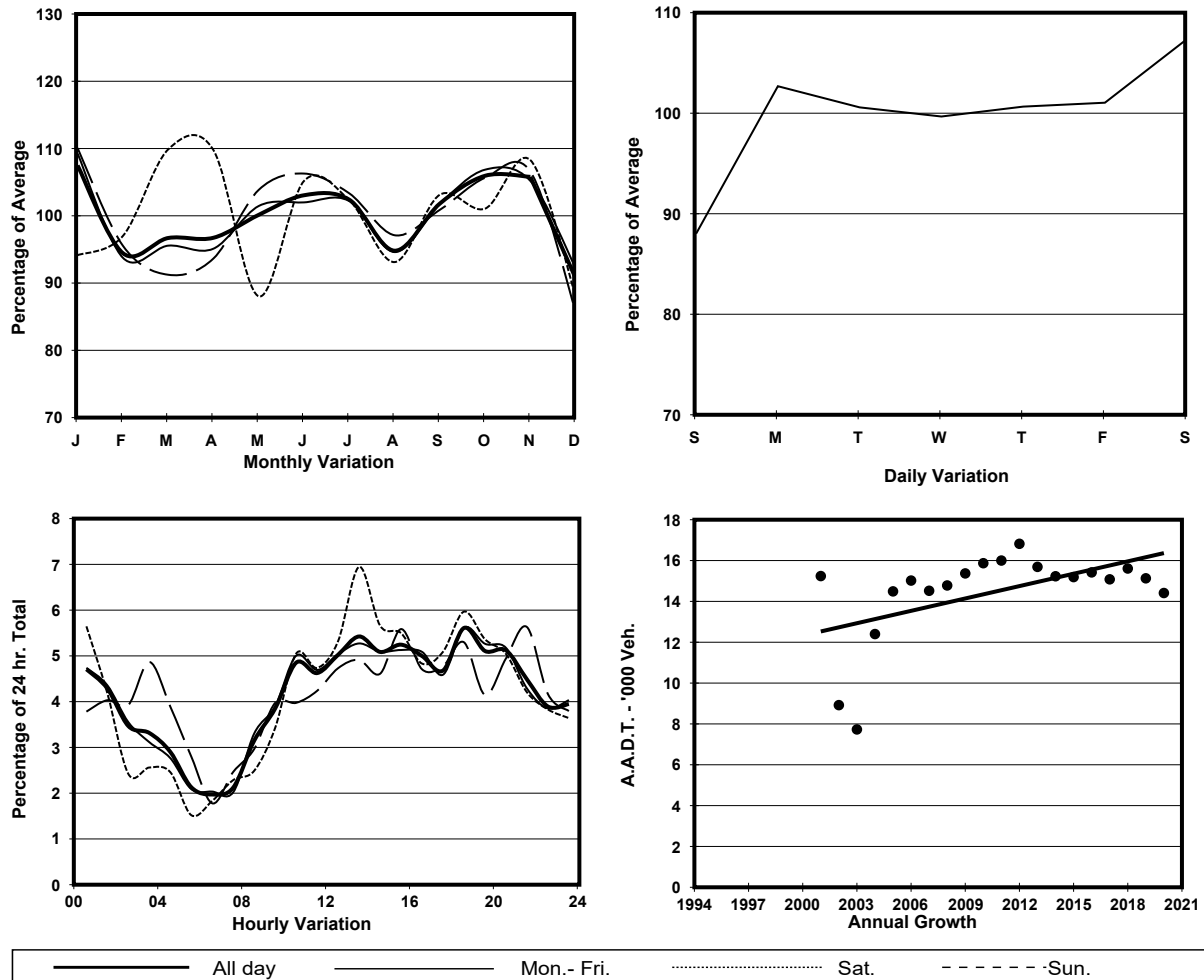 130
120
110
100
90
80
70
Percentage of Average
J F M A M J J A S O N D
Monthly Variation
110
100
90
80
70
Percentage of Average
S M T W T F S
Daily Variation
8
7
6
5
4
3
2
1
0
Percentage of 24 hr. Total
00 04 08 12 16 20 24
Hourly Variation
18
16
14
12
10
8
6
4
2
0
A.A.D.T. - '000 Veh.
1994 1997 2000 2003 2006 2009 2012 2015 2018 2021
Annual Growth
All day Mon.- Fri. Sat. Sun.